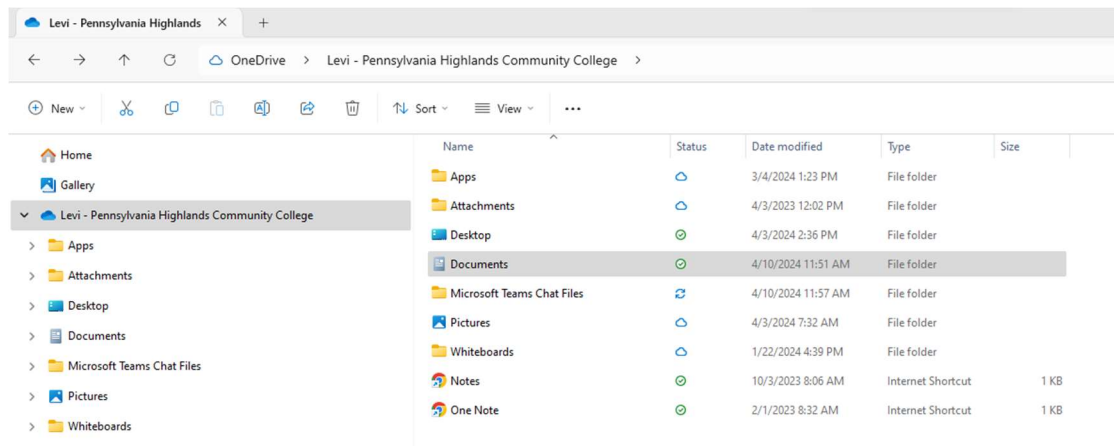 Levi - Pennsylvania Highlands
OneDrive > Levi - Pennsylvania Highlands Community College >
New Sort View ...
Home
Gallery
Levi - Pennsylvania Highlands Community College
Apps
Attachments
Desktop
Documents
Microsoft Teams Chat Files
Pictures
Whiteboards
Name Status Date modified Type Size
Apps 3/4/2024 1:23 PM File folder
Attachments 4/3/2023 12:02 PM File folder
Desktop 4/3/2024 2:36 PM File folder
Documents 4/10/2024 11:51 AM File folder
Microsoft Teams Chat Files 4/10/2024 11:57 AM File folder
Pictures 4/3/2024 7:32 AM File folder
Whiteboards 1/22/2024 4:39 PM File folder
Notes 10/3/2023 8:06 AM Internet Shortcut 1 KB
One Note 2/1/2023 8:32 AM Internet Shortcut 1 KB